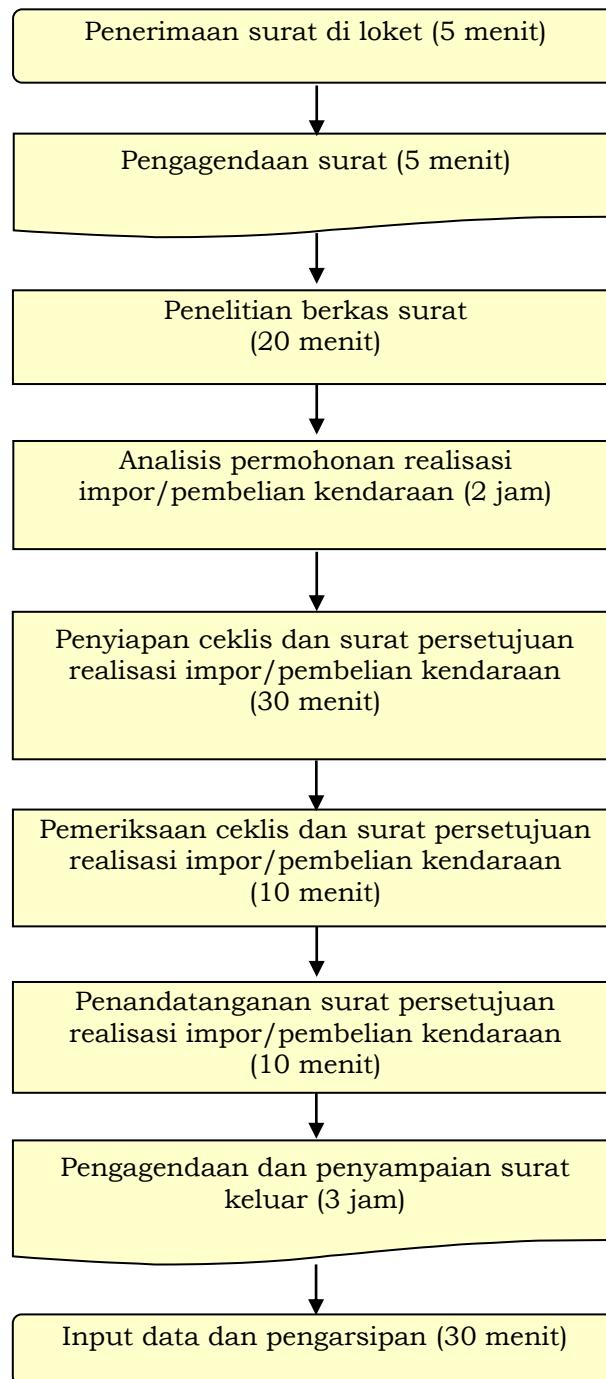 Penerimaan surat di loket (5 menit)
Pengagendaan surat (5 menit)
Penelitian berkas surat
(20 menit)
Analisis permohonan realisasi
impor/pembelian kendaraan (2 jam)
Penyiapan ceklis dan surat persetujuan
realisasi impor/pembelian kendaraan
(30 menit)
Pemeriksaan ceklis dan surat persetujuan
realisasi impor/pembelian kendaraan
(10 menit)
Penandatanganan surat persetujuan
realisasi impor/pembelian kendaraan
(10 menit)
Pengagendaan dan penyampaian surat
keluar (3 jam)
Input data dan pengarsipan (30 menit)